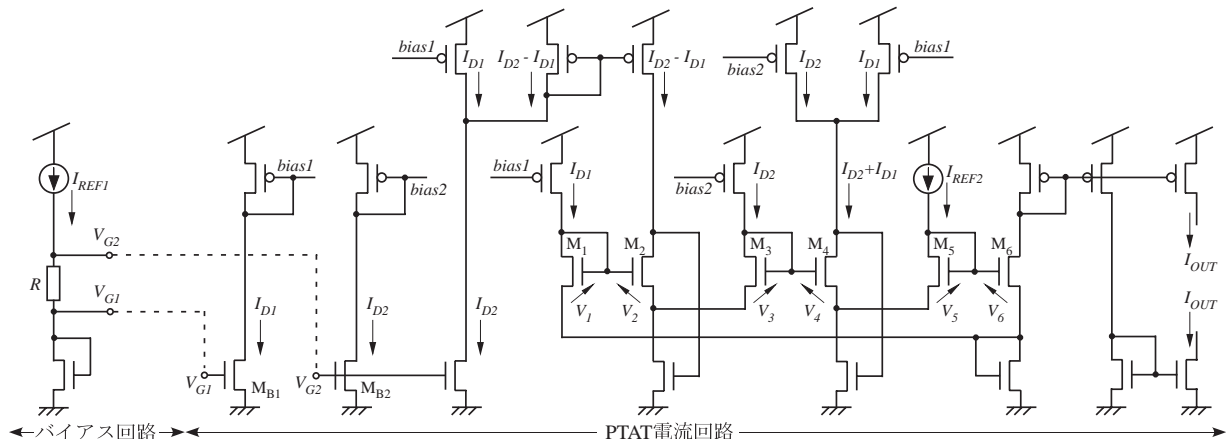 bias1
I_D1
I_D2 - I_D1
I_D2 - I_D1
bias2
I_D2
I_D1
bias1
I_REF1
bias1
bias2
bias1
I_D1
bias2
I_D2
I_D2+I_D1
I_REF2
V_G2
R
V_G1
M_1
M_2
M_3
M_4
M_5
M_6
I_OUT
I_D1
I_D2
I_D2
V_1
V_2
V_3
V_4
V_5
V_6
I_OUT
V_G1
M_B1
V_G2
M_B2
バイアス回路
PTAT電流回路